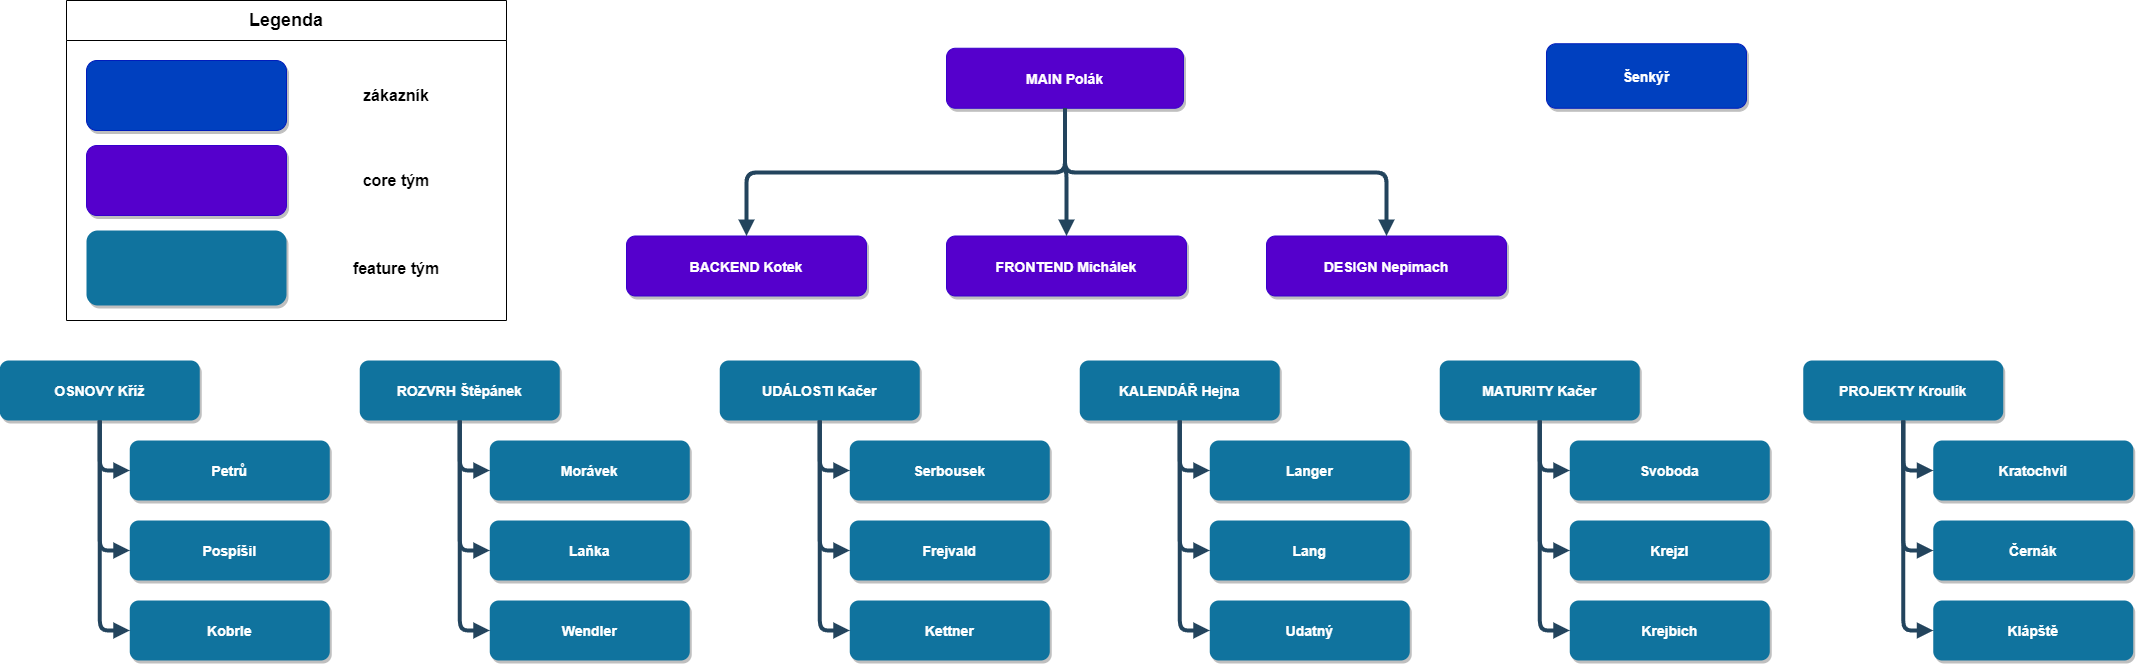 Legenda
zákazník
core tým
feature tým
MAIN Polák
Šenkýř
BACKEND Kotek
FRONTEND Michálek
DESIGN Nepimach
OSNOVY Kříž
Petrů
Pospíšil
Kobrle
ROZVRH Štěpánek
Morávek
Laňka
Wendler
UDÁLOSTI Kačer
Serbousek
Frejvald
Kettner
KALENDÁŘ Hejna
Langer
Lang
Udatný
MATURITY Kačer
Svoboda
Krejzl
Krejbich
PROJEKTY Kroulík
Kratochvíl
Černák
Klápště